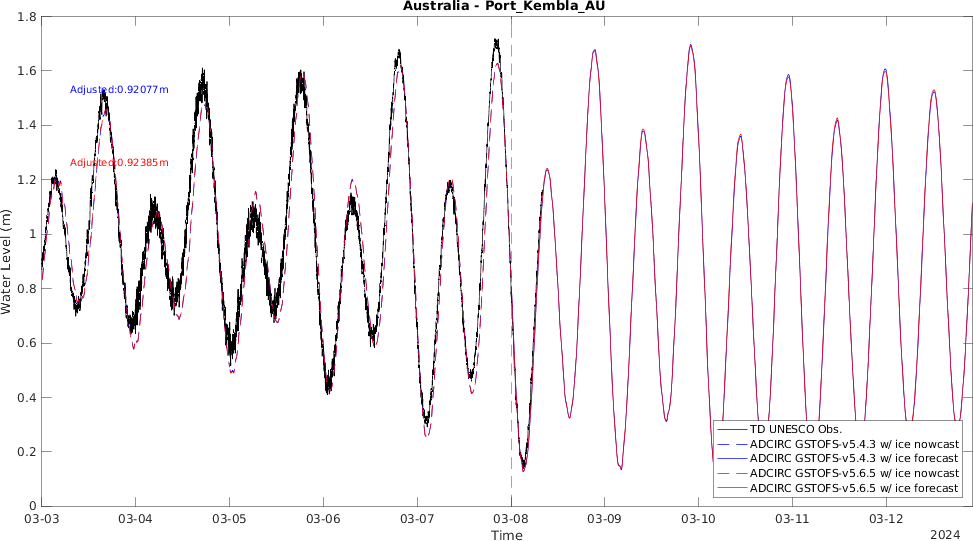 Australia - Port_Kembla_AU
1.8
1.6
1.4
1.2
1
0.8
0.6
0.4
0.2
0
Water Level (m)
Adjusted:0.92077m
Adjusted:0.92385m
TD UNESCO Obs.
ADCIRC GSTOFS-v5.4.3 w/ ice nowcast
ADCIRC GSTOFS-v5.4.3 w/ ice forecast
ADCIRC GSTOFS-v5.6.5 w/ ice nowcast
ADCIRC GSTOFS-v5.6.5 w/ ice forecast
03-03 03-04 03-05 03-06 03-07 03-08 03-09 03-10 03-11 03-12
Time
2024